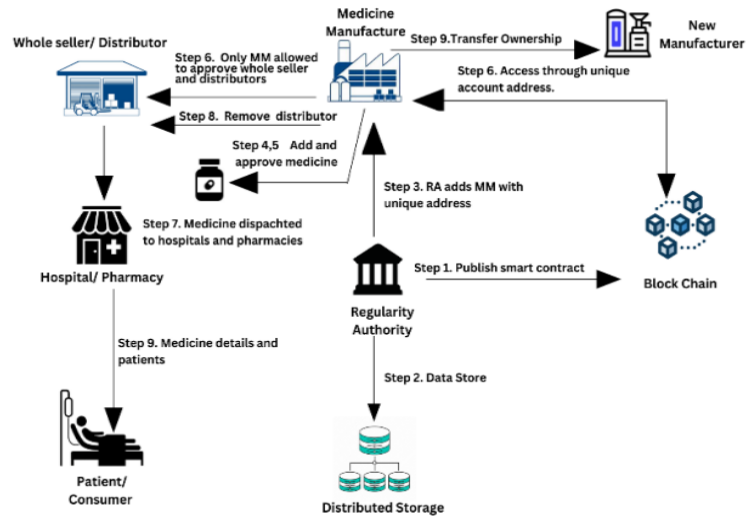 Medicine
Manufacture
Whole seller/ Distributor
Step 9.Transfer Ownership
New
Manufacturer
Step 6.  Only MM allowed
to approve whole seller
and distributors
Step 6. Access through unique
account address.
Step 8.  Remove  distributor
Step 4,5   Add and
approve medicine
Step 3. RA adds MM with
unique address
Step 7. Medicine dispachted
to hospitals and pharmacies
Hospital/ Pharmacy
Step 1. Publish smart contract
Block Chain
Regularity
Authority
Step 9. Medicine details and
patients
Step 2. Data Store
Patient/
Consumer
Distributed Storage